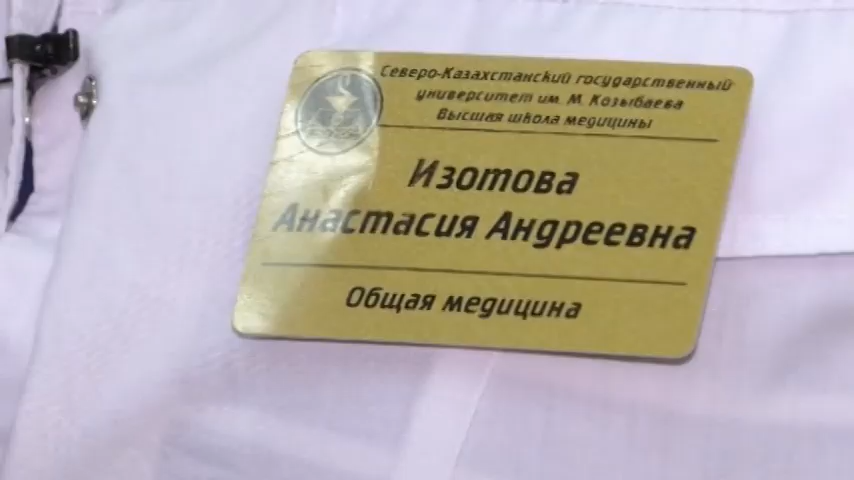 Северо-Казахстанский государственный
университет им. М. Козыбаева
Высшая школа медицины
Изотова
Анастасия Андреевна
Общая медицина